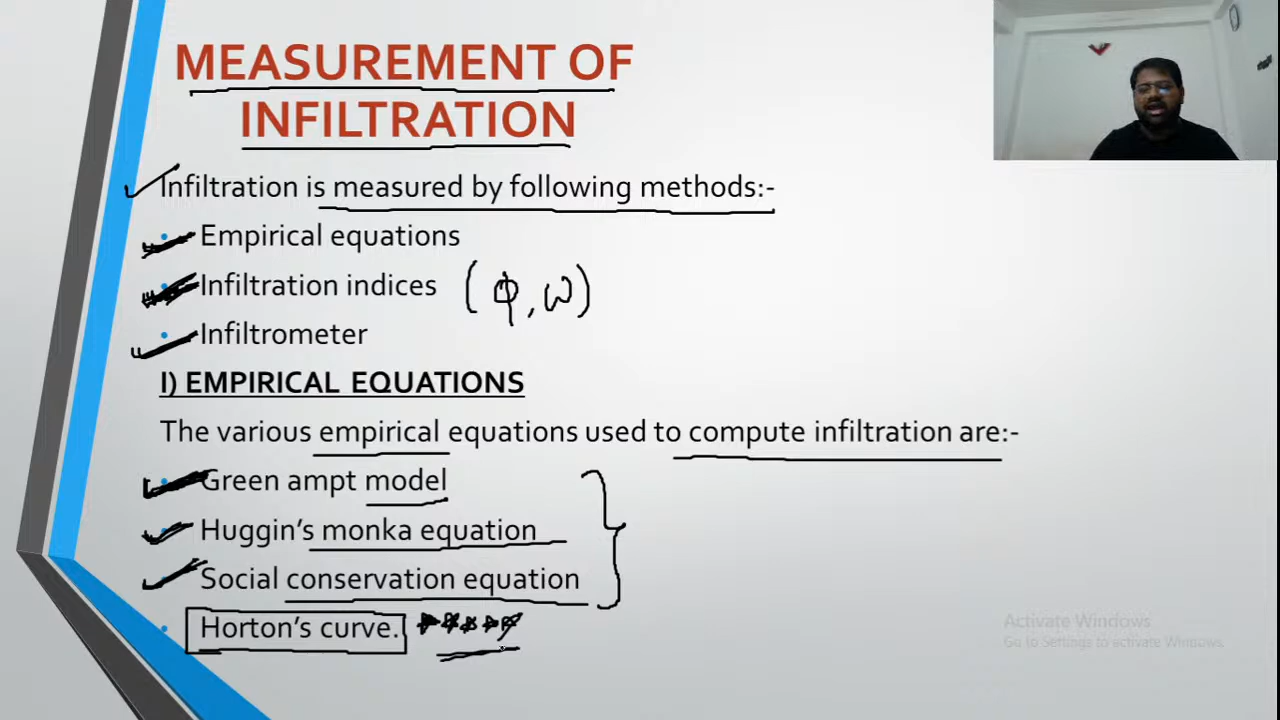 MEASUREMENT OF
INFILTRATION
Infiltration is measured by following methods:-
• Empirical equations
• Infiltration indices (φ, ω)
• Infiltrometer
I) EMPIRICAL EQUATIONS
The various empirical equations used to compute infiltration are:-
• Green ampt model
• Huggin's monka equation
• Social conservation equation
• Horton's curve.
Activate Windows
Go to Settings to activate Windows.